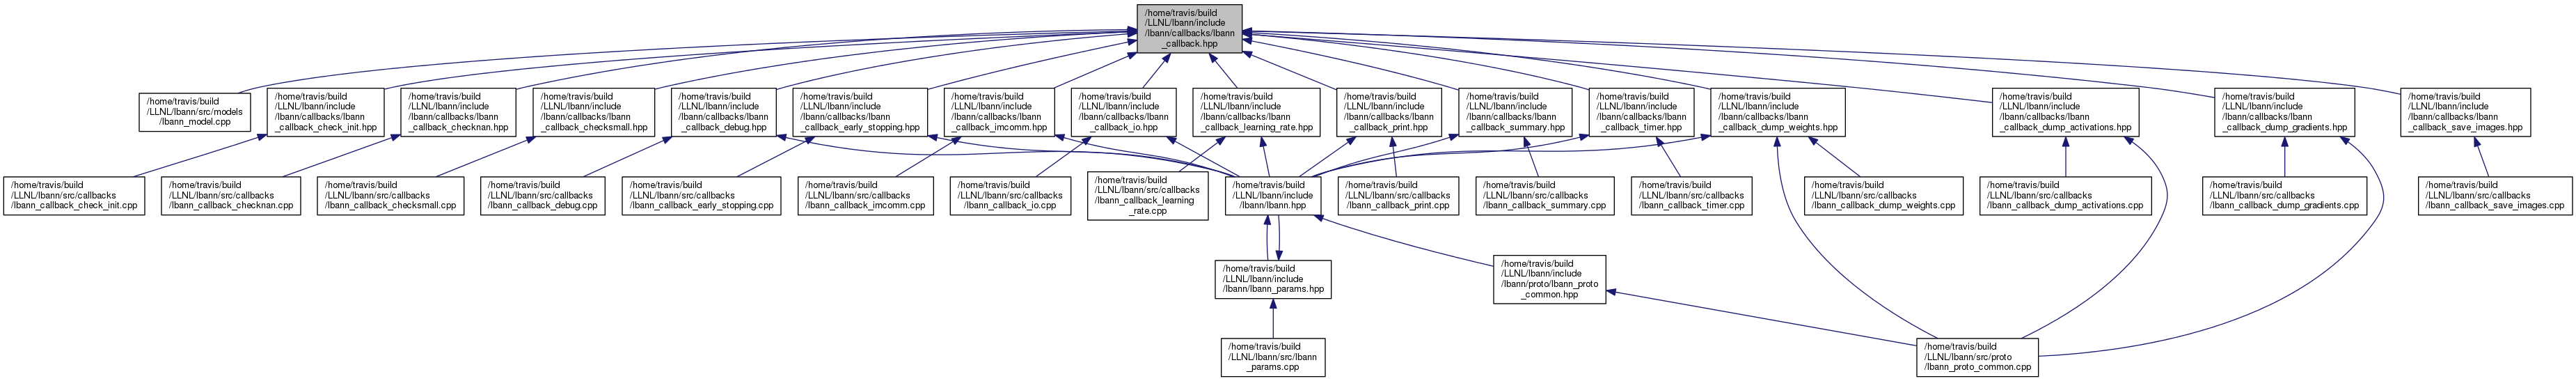 /home/travis/build
/LLNL/lbann/include
/lbann/callbacks/lbann
_callback.hpp
/home/travis/build
/LLNL/lbann/src/models
/lbann_model.cpp
/home/travis/build
/LLNL/lbann/include
/lbann/callbacks/lbann
_callback_check_init.hpp
/home/travis/build
/LLNL/lbann/include
/lbann/callbacks/lbann
_callback_checknan.hpp
/home/travis/build
/LLNL/lbann/include
/lbann/callbacks/lbann
_callback_checksmall.hpp
/home/travis/build
/LLNL/lbann/include
/lbann/callbacks/lbann
_callback_debug.hpp
/home/travis/build
/LLNL/lbann/include
/lbann/callbacks/lbann
_callback_early_stopping.hpp
/home/travis/build
/LLNL/lbann/include
/lbann/callbacks/lbann
_callback_imcomm.hpp
/home/travis/build
/LLNL/lbann/include
/lbann/callbacks/lbann
_callback_io.hpp
/home/travis/build
/LLNL/lbann/include
/lbann/callbacks/lbann
_callback_learning_rate.hpp
/home/travis/build
/LLNL/lbann/include
/lbann/callbacks/lbann
_callback_print.hpp
/home/travis/build
/LLNL/lbann/include
/lbann/callbacks/lbann
_callback_summary.hpp
/home/travis/build
/LLNL/lbann/include
/lbann/callbacks/lbann
_callback_timer.hpp
/home/travis/build
/LLNL/lbann/include
/lbann/callbacks/lbann
_callback_dump_weights.hpp
/home/travis/build
/LLNL/lbann/include
/lbann/callbacks/lbann
_callback_dump_activations.hpp
/home/travis/build
/LLNL/lbann/include
/lbann/callbacks/lbann
_callback_dump_gradients.hpp
/home/travis/build
/LLNL/lbann/include
/lbann/callbacks/lbann
_callback_save_images.hpp
/home/travis/build
/LLNL/lbann/src/callbacks
/lbann_callback_check_init.cpp
/home/travis/build
/LLNL/lbann/src/callbacks
/lbann_callback_checknan.cpp
/home/travis/build
/LLNL/lbann/src/callbacks
/lbann_callback_checksmall.cpp
/home/travis/build
/LLNL/lbann/src/callbacks
/lbann_callback_debug.cpp
/home/travis/build
/LLNL/lbann/src/callbacks
/lbann_callback_early_stopping.cpp
/home/travis/build
/LLNL/lbann/src/callbacks
/lbann_callback_imcomm.cpp
/home/travis/build
/LLNL/lbann/src/callbacks
/lbann_callback_io.cpp
/home/travis/build
/LLNL/lbann/src/callbacks
/lbann_callback_learning
_rate.cpp
/home/travis/build
/LLNL/lbann/include
/lbann/lbann.hpp
/home/travis/build
/LLNL/lbann/src/callbacks
/lbann_callback_print.cpp
/home/travis/build
/LLNL/lbann/src/callbacks
/lbann_callback_summary.cpp
/home/travis/build
/LLNL/lbann/src/callbacks
/lbann_callback_timer.cpp
/home/travis/build
/LLNL/lbann/src/callbacks
/lbann_callback_dump_weights.cpp
/home/travis/build
/LLNL/lbann/src/callbacks
/lbann_callback_dump_activations.cpp
/home/travis/build
/LLNL/lbann/src/callbacks
/lbann_callback_dump_gradients.cpp
/home/travis/build
/LLNL/lbann/src/callbacks
/lbann_callback_save_images.cpp
/home/travis/build
/LLNL/lbann/include
/lbann/lbann_params.hpp
/home/travis/build
/LLNL/lbann/include
/lbann/proto/lbann_proto
_common.hpp
/home/travis/build
/LLNL/lbann/src/lbann
_params.cpp
/home/travis/build
/LLNL/lbann/src/proto
/lbann_proto_common.cpp